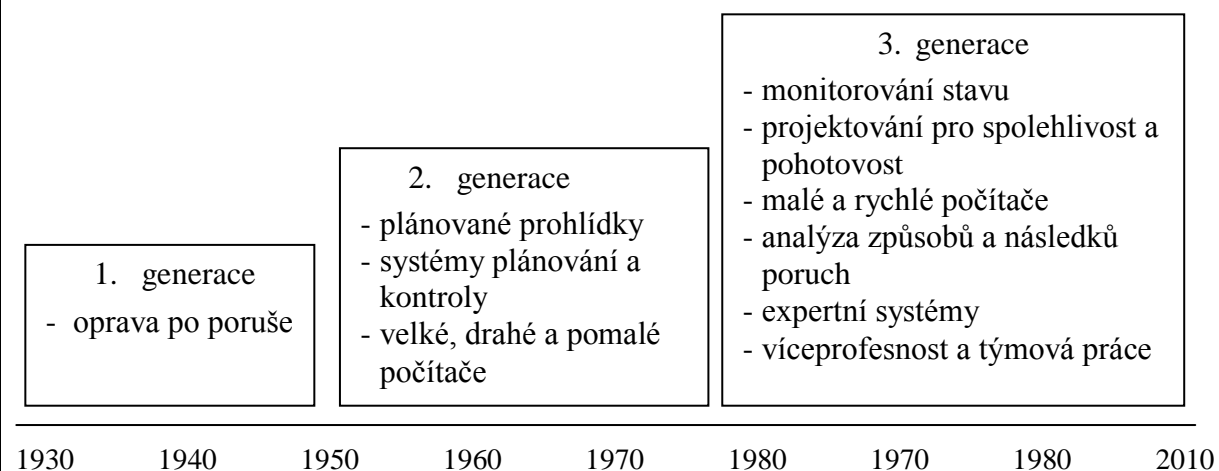 1. generace
- oprava po poruše
2. generace
- plánované prohlídky
- systémy plánování a
kontroly
- velké, drahé a pomalé
počítače
3. generace
- monitorování stavu
- projektování pro spolehlivost a
pohotovost
- malé a rychlé počítače
- analýza způsobů a následků
poruch
- expertní systémy
- víceprofesnost a týmová práce
1930 1940 1950 1960 1970 1980 1970 1980 2010